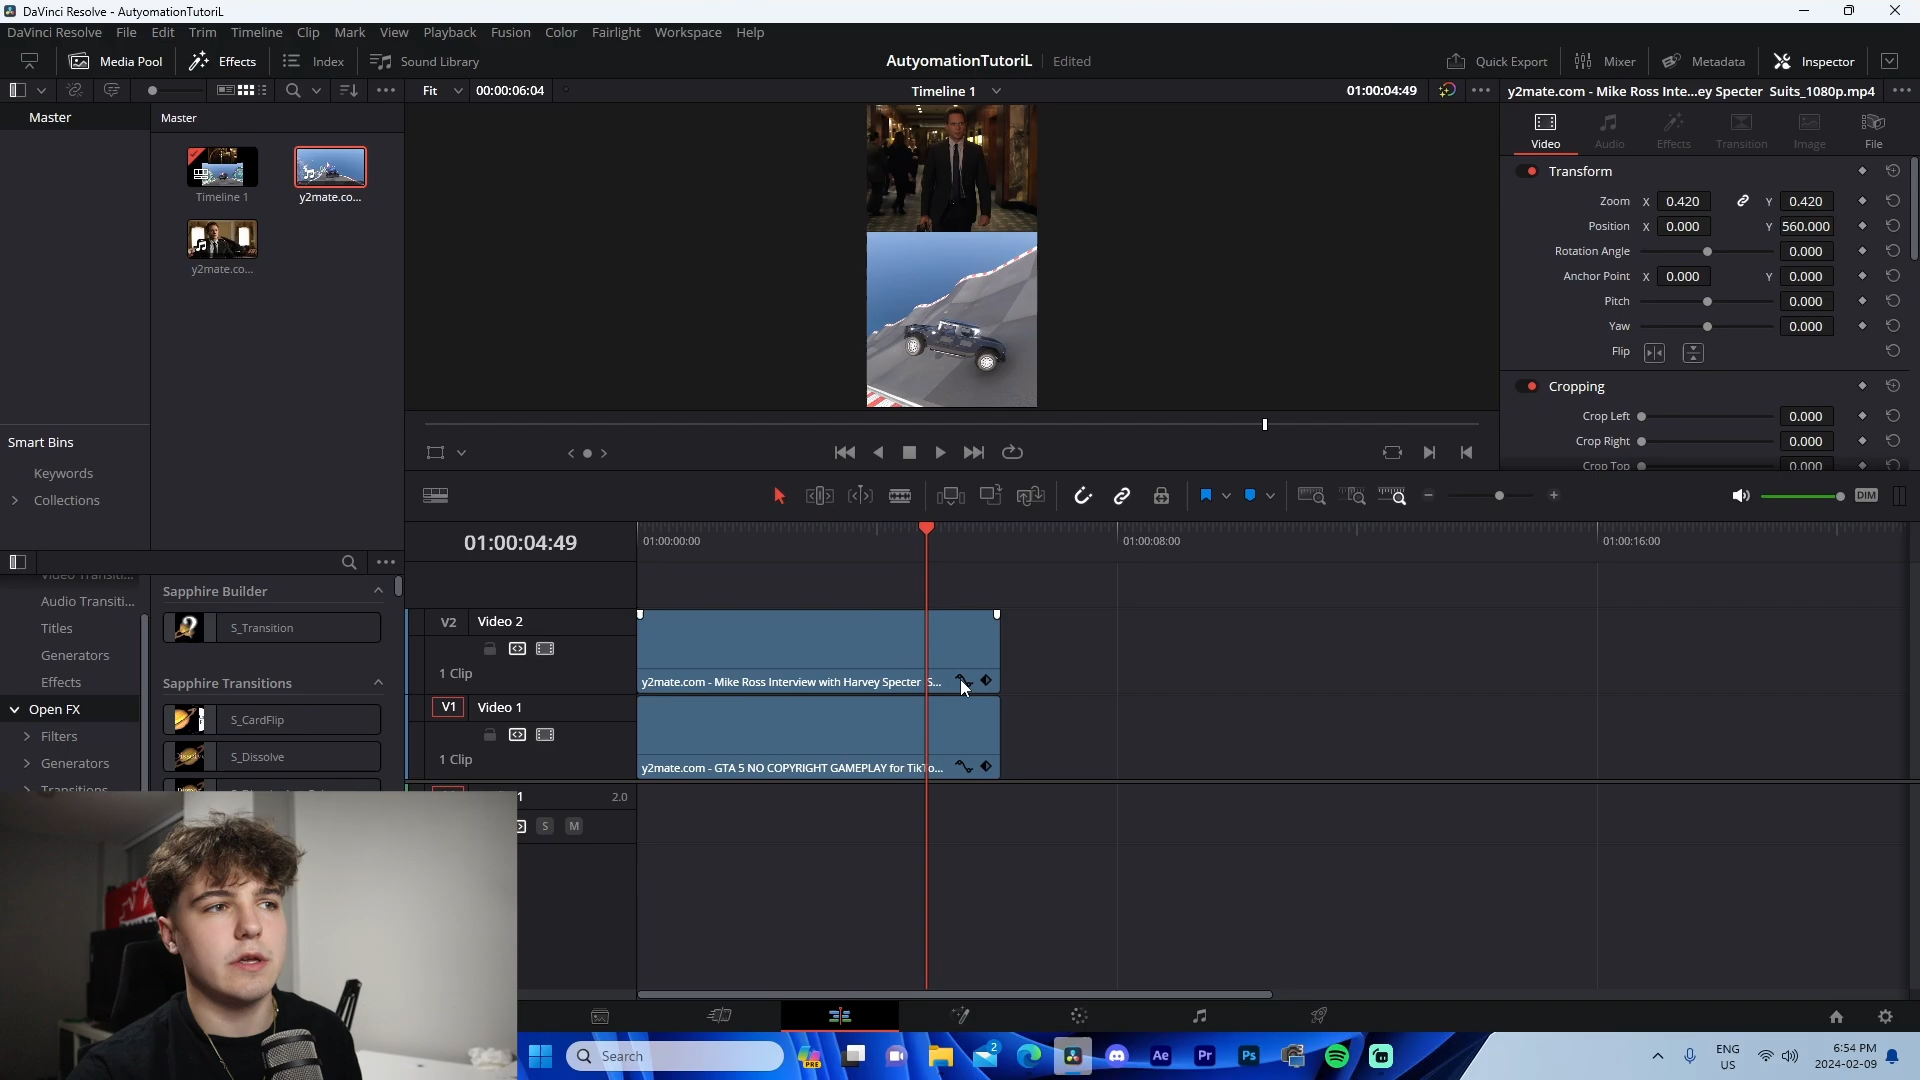 DaVinci Resolve - AutyomationTutoriL
DaVinci Resolve File Edit Trim Timeline Clip Mark View Playback Fusion Color Fairlight Workspace Help
Media Pool Effects Index Sound Library AutyomationTutoriL Edited Quick Export Mixer Metadata Inspector
Fit 00:00:06:04 Timeline 1 01:00:04:49 y2mate.com - Mike Ross Inte...ey Specter Suits_1080p.mp4
Master Master
Video Audio Effects Transition Image File
Timeline 1 y2mate.co...
y2mate.co...
Transform
Zoom X 0.420 Y 0.420
Position X 0.000 Y 560.000
Rotation Angle 0.000
Anchor Point X 0.000 Y 0.000
Pitch 0.000
Yaw 0.000
Flip
Cropping
Crop Left 0.000
Crop Right 0.000
Crop Top 0.000
Smart Bins
Keywords
Collections
DIM
01:00:04:49 01:00:00:00 01:00:08:00 01:00:16:00
Video Transiti...
Audio Transiti...
Titles
Generators
Effects
Open FX
Filters
Generators
Transitions
Sapphire Builder
S_Transition
Sapphire Transitions
S_CardFlip
S_Dissolve
V2 Video 2
1 Clip
y2mate.com - Mike Ross Interview with Harvey Specter S...
V1 Video 1
1 Clip
y2mate.com - GTA 5 NO COPYRIGHT GAMEPLAY for TikTo...
1 2.0
S M
Search
PRE
2
Ae Pr Ps
ENG
US
6:54 PM
2024-02-09